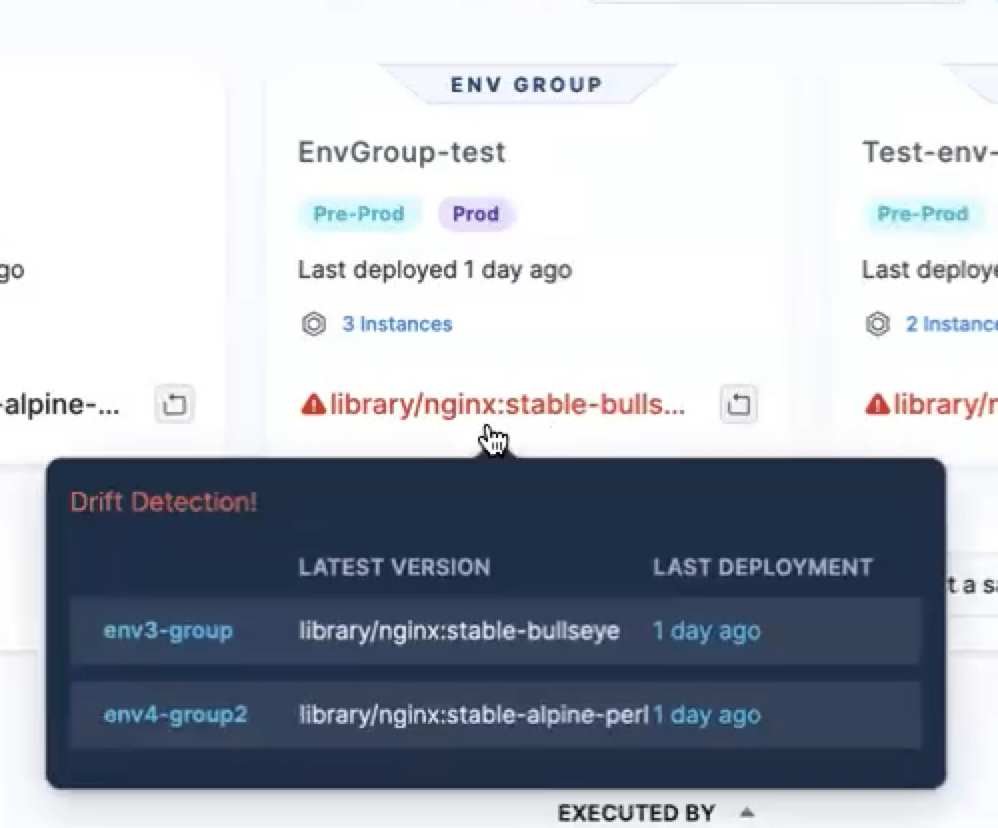 ENV GROUP
EnvGroup-test
Test-env-
Pre-Prod Prod
Pre-Prod
go
Last deployed 1 day ago
Last deploye
3 Instances
2 Instance
-alpine-...
library/nginx:stable-bulls...
library/n
Drift Detection!
LATEST VERSION LAST DEPLOYMENT
env3-group library/nginx:stable-bullseye 1 day ago
env4-group2 library/nginx:stable-alpine-perl 1 day ago
t a sa
EXECUTED BY